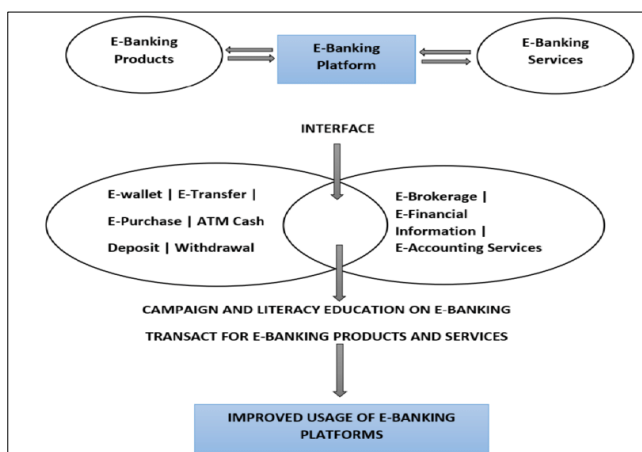 E-Banking
Products
E-Banking
Platform
E-Banking
Services
INTERFACE
E-wallet | E-Transfer |
E-Purchase | ATM Cash
Deposit | Withdrawal
E-Brokerage |
E-Financial
Information |
E-Accounting Services
CAMPAIGN AND LITERACY EDUCATION ON E-BANKING
TRANSACT FOR E-BANKING PRODUCTS AND SERVICES
IMPROVED USAGE OF E-BANKING
PLATFORMS